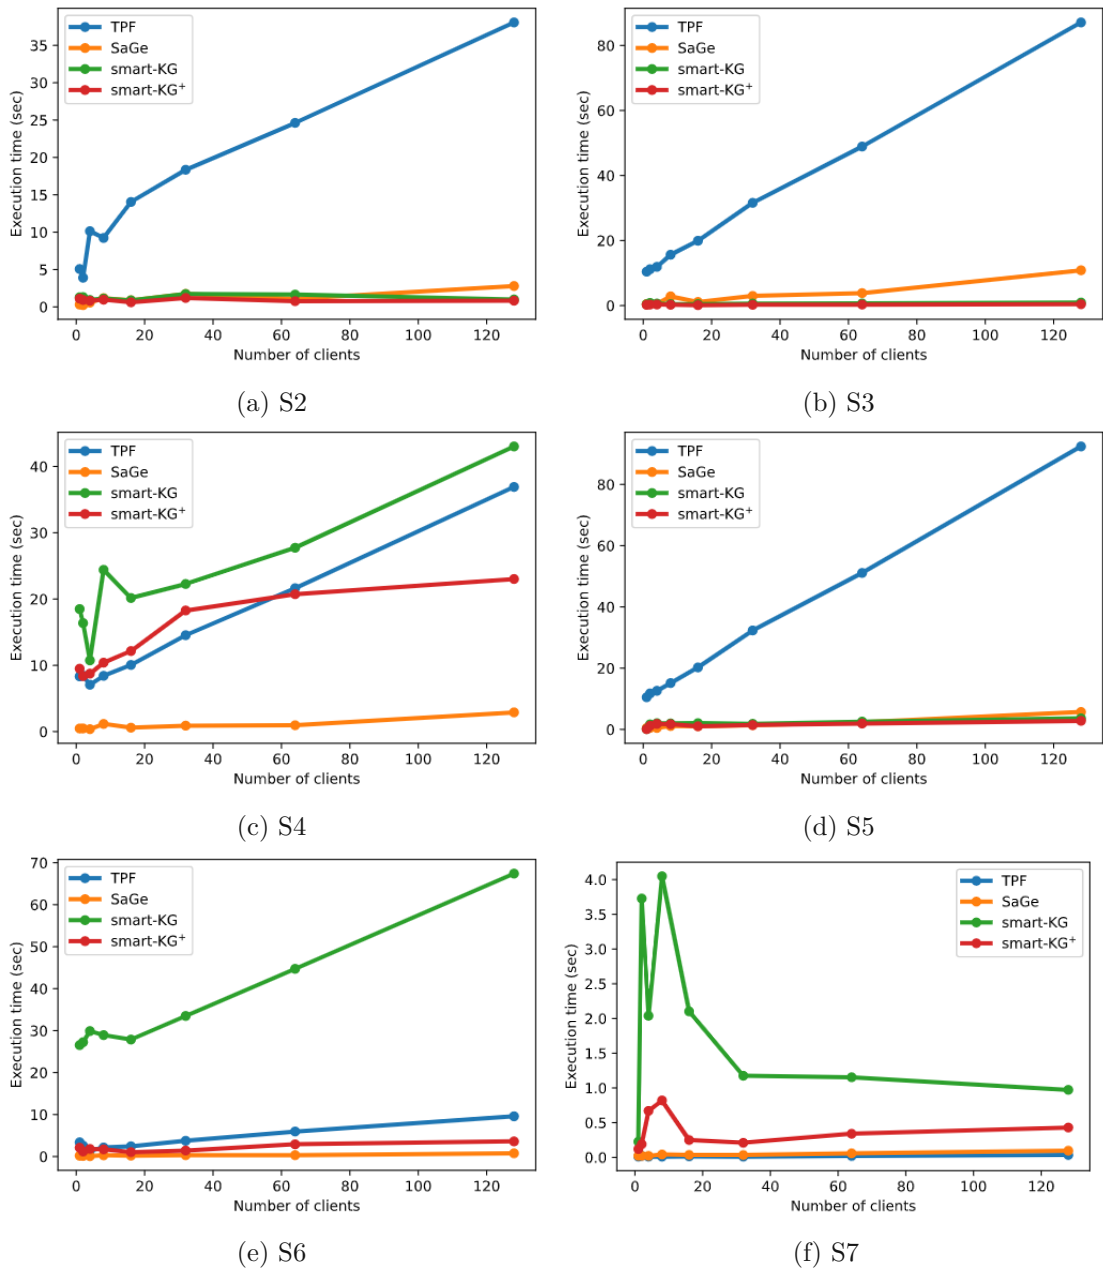 TPF
SaGe
smart-KG
smart-KG⁺
Execution time (sec)
35
30
25
20
15
10
5
0
0 20 40 60 80 100 120
Number of clients
(a) S2
TPF
SaGe
smart-KG
smart-KG⁺
Execution time (sec)
80
60
40
20
0
0 20 40 60 80 100 120
Number of clients
(b) S3
TPF
SaGe
smart-KG
smart-KG⁺
Execution time (sec)
40
30
20
10
0
0 20 40 60 80 100 120
Number of clients
(c) S4
TPF
SaGe
smart-KG
smart-KG⁺
Execution time (sec)
80
60
40
20
0
0 20 40 60 80 100 120
Number of clients
(d) S5
TPF
SaGe
smart-KG
smart-KG⁺
Execution time (sec)
70
60
50
40
30
20
10
0
0 20 40 60 80 100 120
Number of clients
(e) S6
TPF
SaGe
smart-KG
smart-KG⁺
Execution time (sec)
4.0
3.5
3.0
2.5
2.0
1.5
1.0
0.5
0.0
0 20 40 60 80 100 120
Number of clients
(f) S7